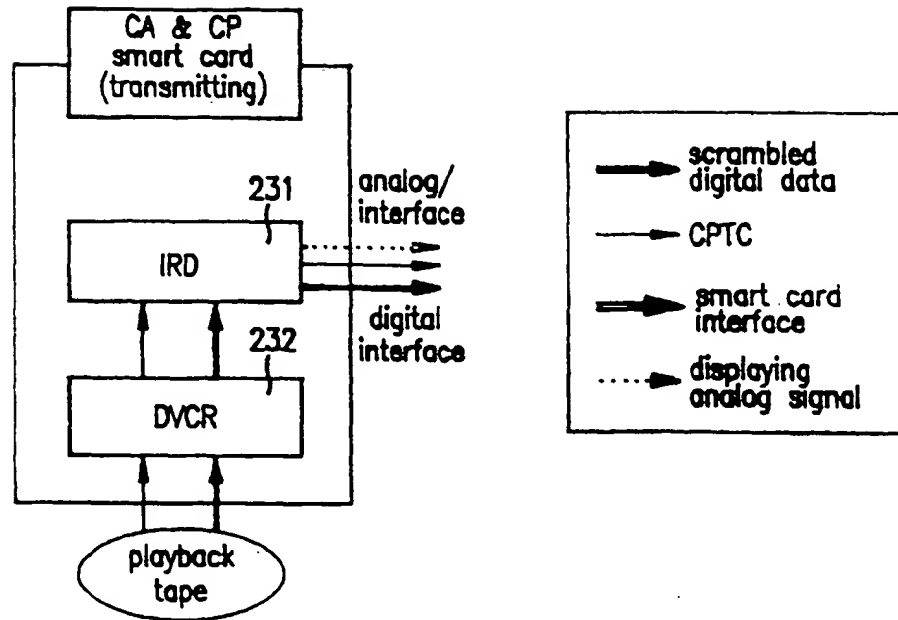 CA & CP
smart card
(transmitting)
231
analog/
interface
IRD
digital
interface
232
DVCR
playback
tape
scrambled
digital data
CPTC
smart card
interface
displaying
analog signal